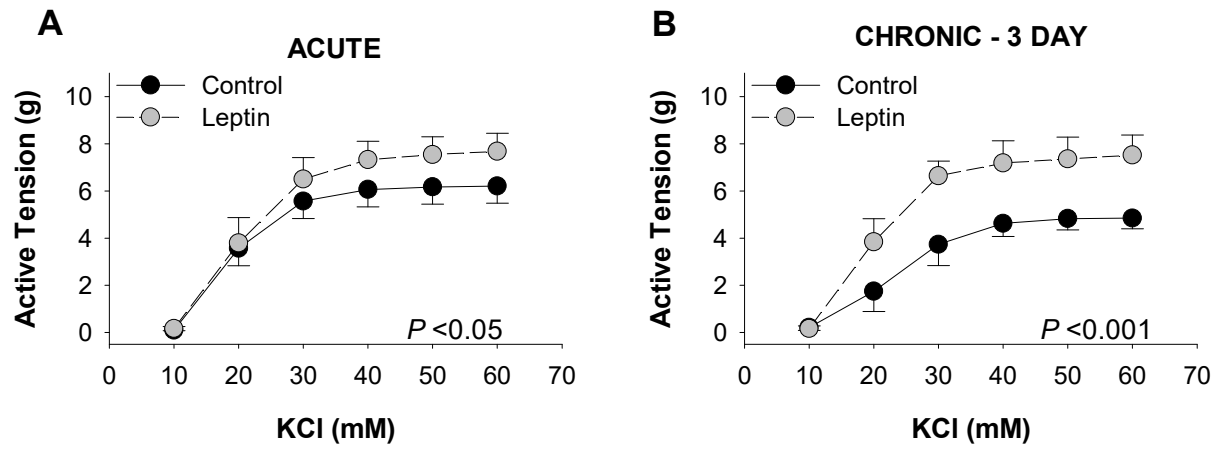 A
ACUTE
Control
Leptin
Active Tension (g)
10
8
6
4
2
0
P <0.05
0 10 20 30 40 50 60 70
KCl (mM)
B
CHRONIC - 3 DAY
Control
Leptin
Active Tension (g)
10
8
6
4
2
0
P <0.001
0 10 20 30 40 50 60 70
KCl (mM)